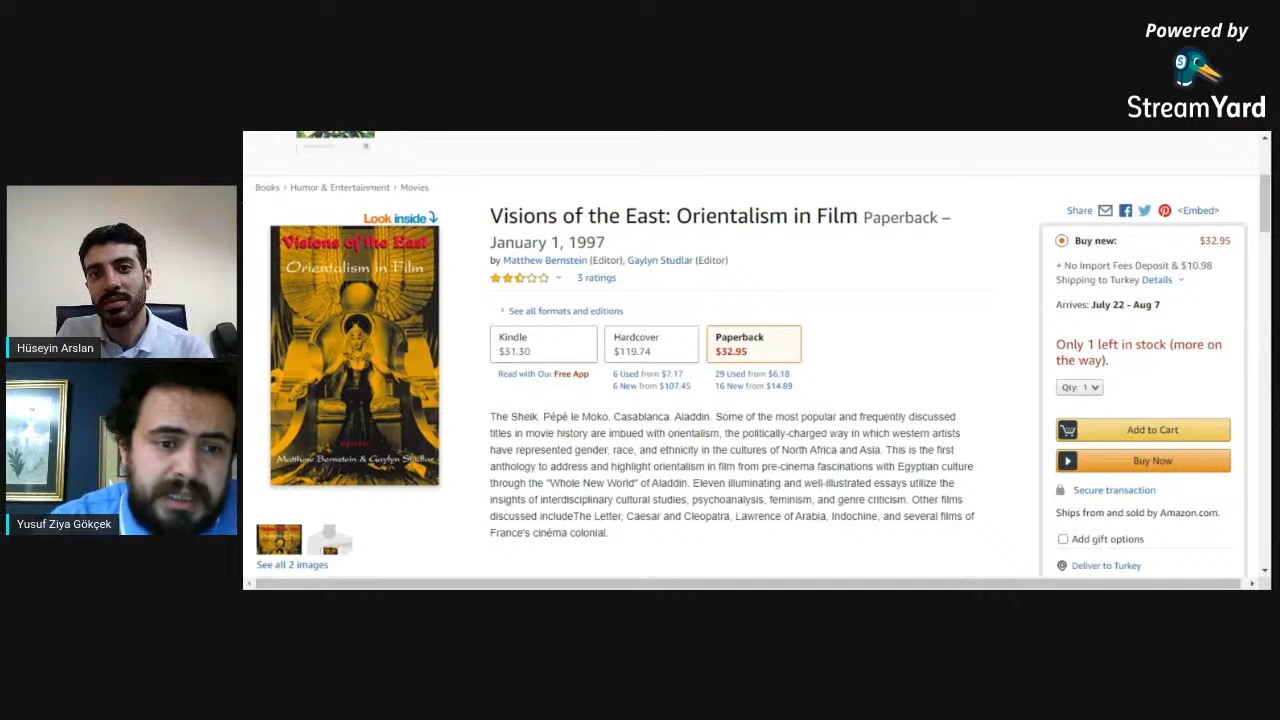 Powered by
StreamYard
Books › Humor & Entertainment › Movies
Look inside
Visions of the East
Orientalism in Film
Matthew Bernstein & Gaylyn Studlar
See all 2 images
Visions of the East: Orientalism in Film Paperback –
January 1, 1997
by Matthew Bernstein (Editor), Gaylyn Studlar (Editor)
3 ratings
› See all formats and editions
Kindle
$31.30
Read with Our Free App
Hardcover
$119.74
6 Used from $7.17
6 New from $107.45
Paperback
$32.95
29 Used from $6.18
16 New from $14.89
The Sheik. Pépé le Moko. Casablanca. Aladdin. Some of the most popular and frequently discussed
titles in movie history are imbued with orientalism, the politically-charged way in which western artists
have represented gender, race, and ethnicity in the cultures of North Africa and Asia. This is the first
anthology to address and highlight orientalism in film from pre-cinema fascinations with Egyptian culture
through the "Whole New World" of Aladdin. Eleven illuminating and well-illustrated essays utilize the
insights of interdisciplinary cultural studies, psychoanalysis, feminism, and genre criticism. Other films
discussed includeThe Letter, Caesar and Cleopatra, Lawrence of Arabia, Indochine, and several films of
France's cinéma colonial.
Share <Embed>
Buy new: $32.95
+ No Import Fees Deposit & $10.98
Shipping to Turkey Details
Arrives: July 22 - Aug 7
Only 1 left in stock (more on
the way).
Qty: 1
Add to Cart
Buy Now
Secure transaction
Ships from and sold by Amazon.com.
Add gift options
Deliver to Turkey
Hüseyin Arslan
Yusuf Ziya Gökçek